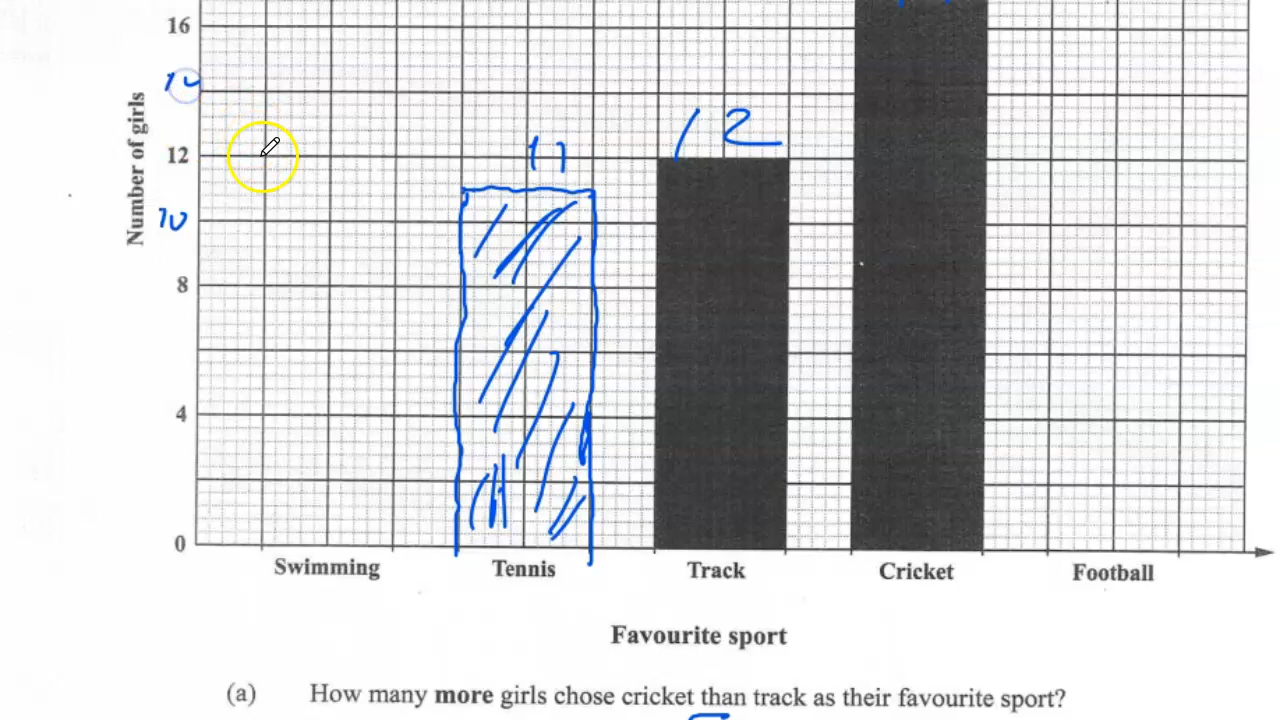 16
Number of girls
12
12
11
10
8
4
0
Swimming Tennis Track Cricket Football
Favourite sport
(a) How many more girls chose cricket than track as their favourite sport?